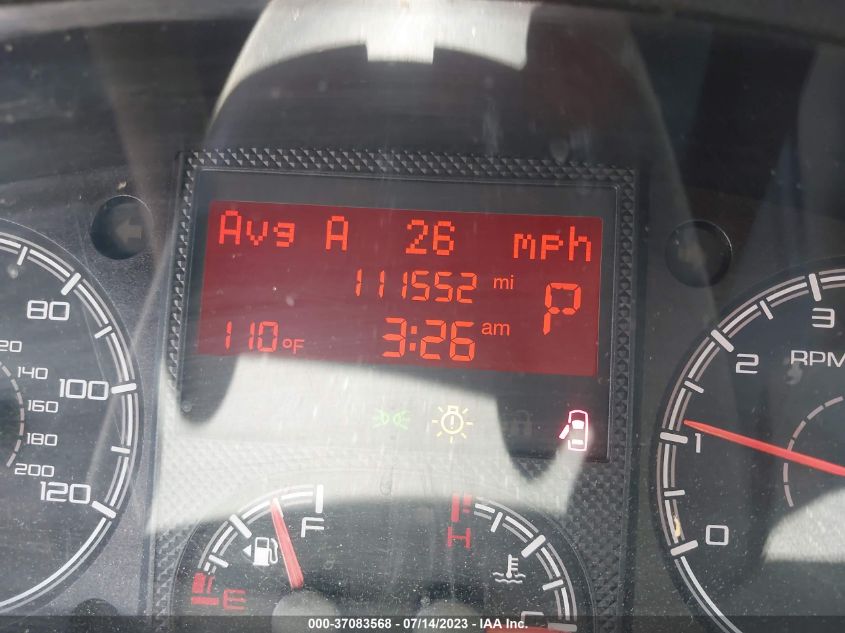 Avg A 26 mph
111552 mi
P
110°F
3:26 am
80
100
120
20
140
160
180
200
3
2
1
0
RPM
F
E
H
C
000-37083568 | 07/14/2023 - IAA Inc.